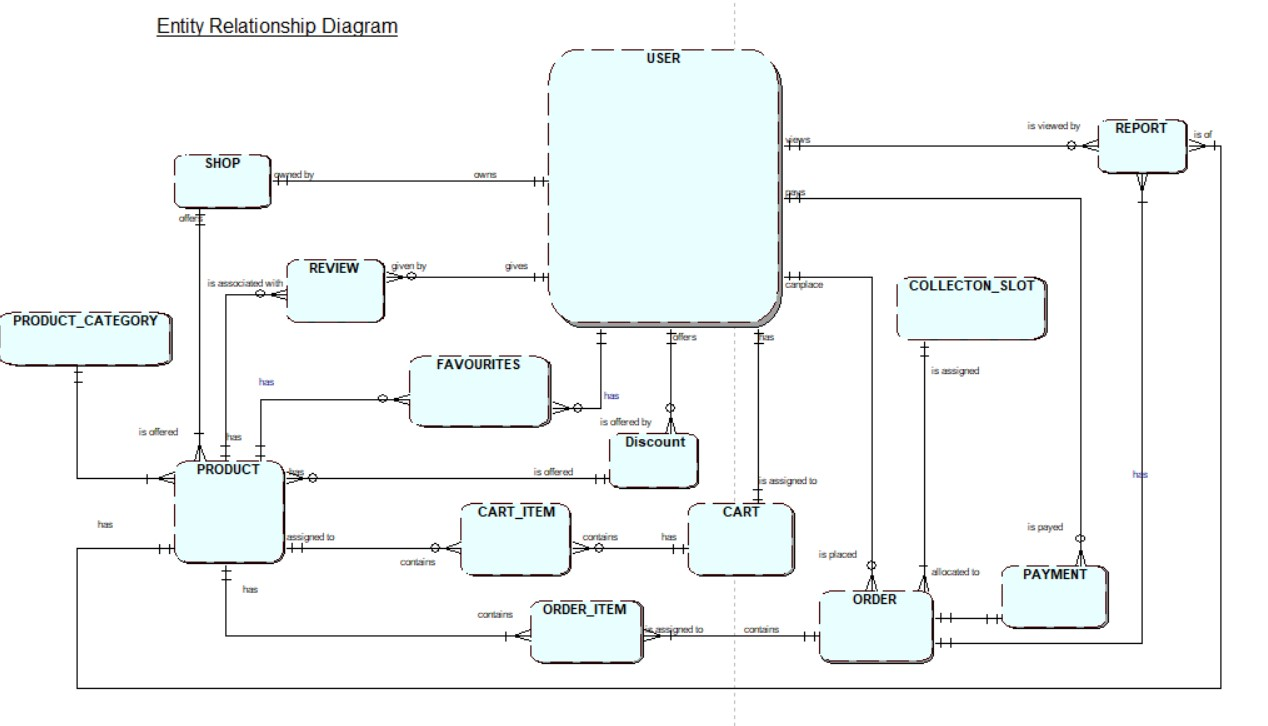 Entity Relationship Diagram
USER
is viewed by
REPORT
is of
views
SHOP
owned by
owns
pays
offers
REVIEW
given by
gives
is associated with
canplace
COLLECTON_SLOT
PRODUCT_CATEGORY
offers
has
FAVOURITES
is assigned
has
has
is offered by
is offered
has
Discount
PRODUCT
has
is offered
has
is assigned to
CART_ITEM
CART
has
assigned to
contains
has
is payed
contains
is placed
allocated to
PAYMENT
has
ORDER
contains
ORDER_ITEM
is assigned to
contains